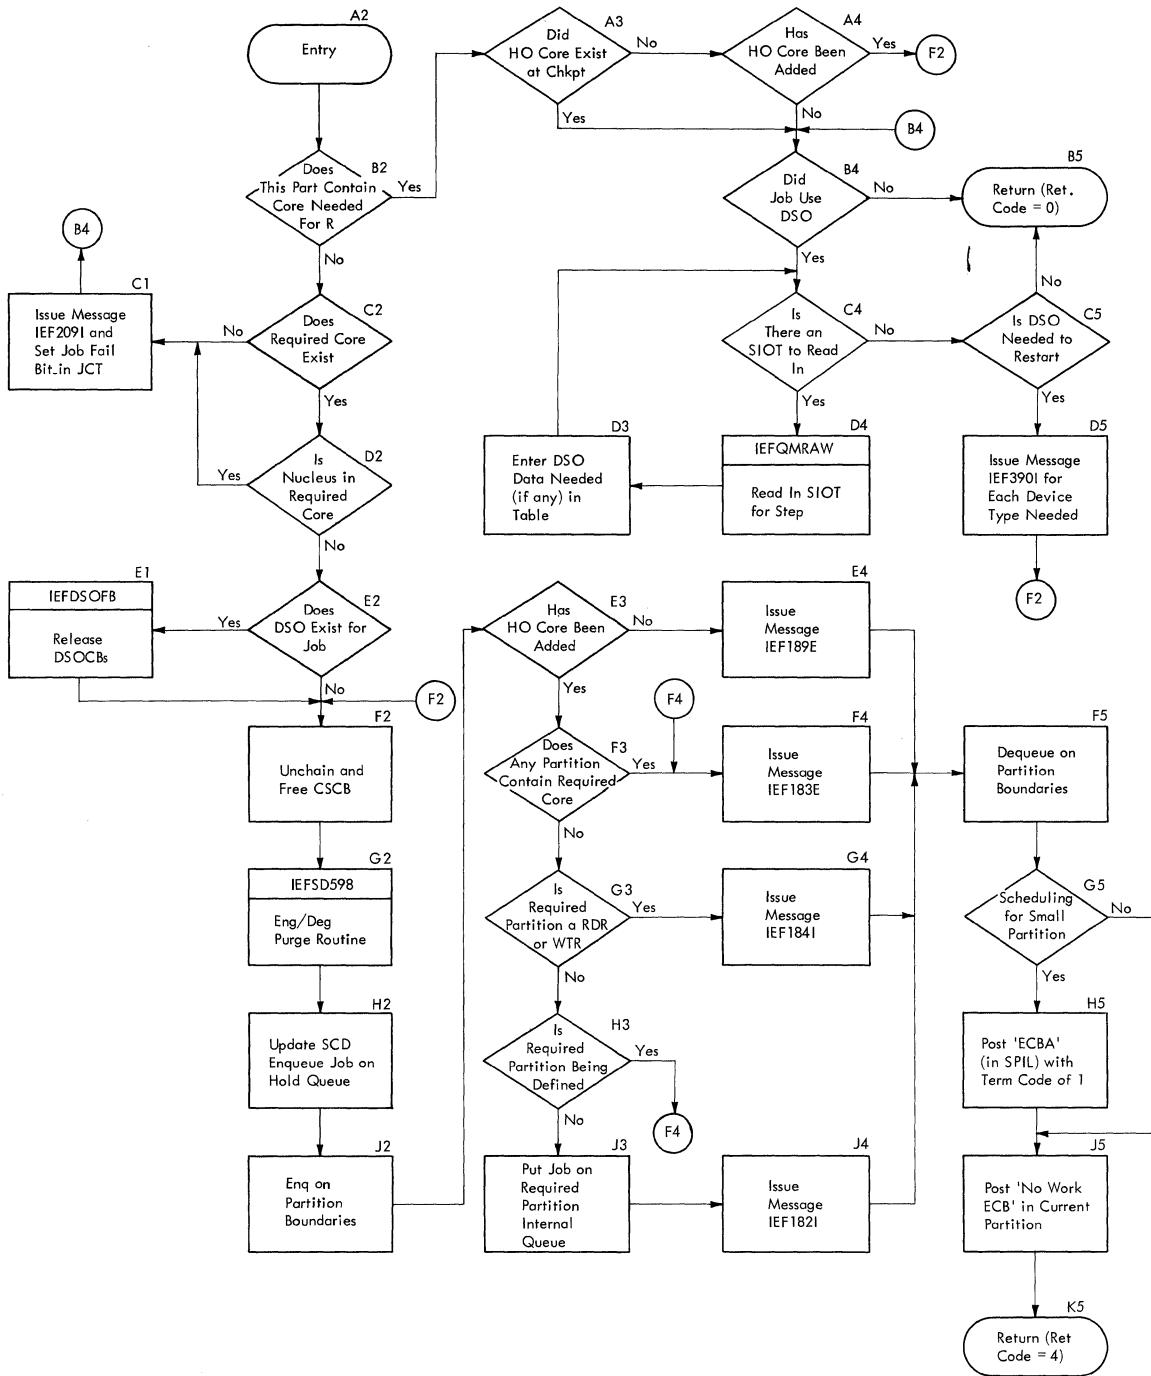 A2
Entry
A3
Did
HO Core Exist
at Chkpt
No
Yes
A4
Has
HO Core Been
Added
Yes
No
F2
B4
B2
Does
This Part Contain
Core Needed
For R
Yes
No
B4
Did
Job Use
DSO
No
Yes
B5
Return (Ret.
Code = 0)
B4
C1
Issue Message
IEF209I and
Set Job Fail
Bit in JCT
C2
Does
Required Core
Exist
No
Yes
C4
Is
There an
SIOT to Read
In
No
Yes
C5
No
Is DSO
Needed to
Restart
Yes
D2
Is
Nucleus in
Required
Core
Yes
No
D3
Enter DSO
Data Needed
(if any) in
Table
D4
IEFQMRAW
Read In SIOT
for Step
D5
Issue Message
IEF390I for
Each Device
Type Needed
F2
E1
IEFDSOFB
Release
DSOCBs
E2
Does
DSO Exist for
Job
Yes
No
F2
E3
Has
HO Core Been
Added
No
Yes
E4
Issue
Message
IEF189E
F2
Unchain and
Free CSCB
F3
Does
Any Partition
Contain Required
Core
Yes
No
F4
F4
Issue
Message
IEF183E
F5
Dequeue on
Partition
Boundaries
G2
IEFSD598
Enq/Deq
Purge Routine
G3
Is
Required
Partition a RDR
or WTR
Yes
No
G4
Issue
Message
IEF184I
G5
Scheduling
for Small
Partition
No
Yes
H2
Update SCD
Enqueue Job on
Hold Queue
H3
Is
Required
Partition Being
Defined
Yes
No
F4
H5
Post 'ECBA'
(in SPIL) with
Term Code of 1
J2
Enq on
Partition
Boundaries
J3
Put Job on
Required
Partition
Internal
Queue
J4
Issue
Message
IEF182I
J5
Post 'No Work
ECB' in Current
Partition
K5
Return (Ret
Code = 4)